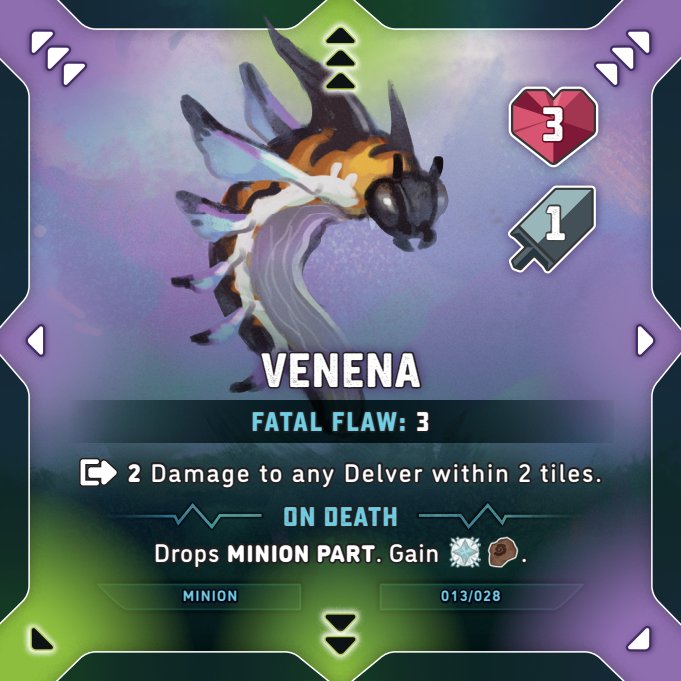 3
1
VENENA
FATAL FLAW: 3
2 Damage to any Delver within 2 tiles.
ON DEATH
Drops MINION PART. Gain .
MINION
013/028